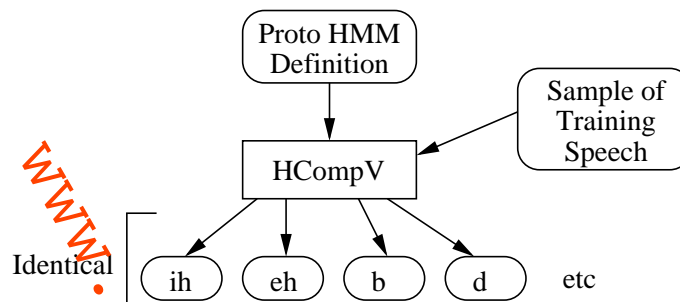 Proto HMM
Definition
Sample of
Training
Speech
HCompV
www.
Identical
ih eh b d etc